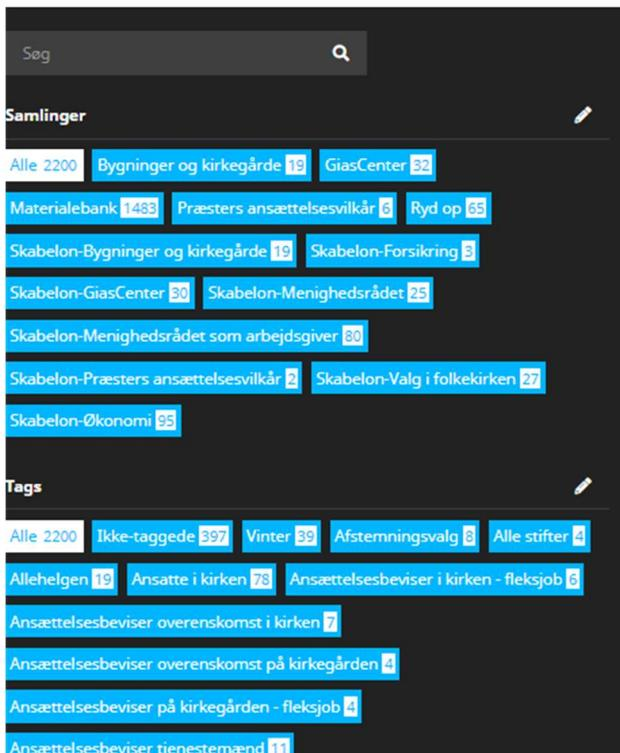 Søg
Samlinger
Alle 2200 Bygninger og kirkegårde 19 GiasCenter 32
Materialebank 1483 Præsters ansættelsesvilkår 6 Ryd op 65
Skabelon-Bygninger og kirkegårde 19 Skabelon-Forsikring 3
Skabelon-GiasCenter 30 Skabelon-Menighedsrådet 25
Skabelon-Menighedsrådet som arbejdsgiver 80
Skabelon-Præsters ansættelsesvilkår 2 Skabelon-Valg i folkekirken 27
Skabelon-Økonomi 95
Tags
Alle 2200 Ikke-taggede 397 Vinter 39 Afstemningsvalg 8 Alle stifter 4
Allehelgen 19 Ansatte i kirken 78 Ansættelsesbeviser i kirken - fleksjob 6
Ansættelsesbeviser overenskomst i kirken 7
Ansættelsesbeviser overenskomst på kirkegården 4
Ansættelsesbeviser på kirkegården - fleksjob 4
Ansættelsesbeviser tjenestemænd 11